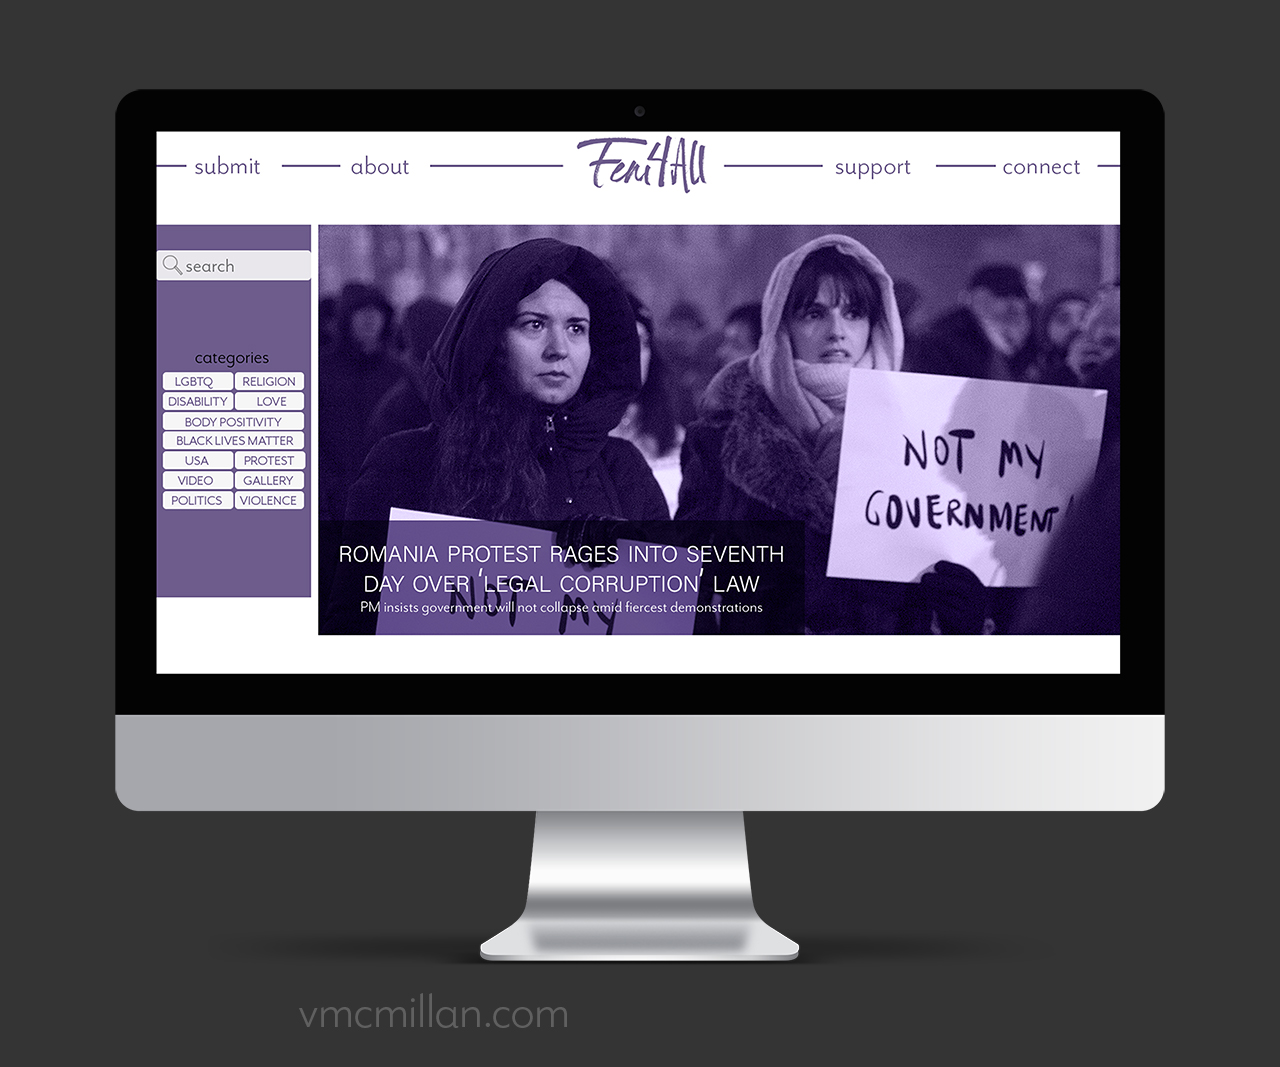 submit
about
Fem4All
support
connect
search
categories
LGBTQ
RELIGION
DISABILITY
LOVE
BODY POSITIVITY
BLACK LIVES MATTER
USA
PROTEST
VIDEO
GALLERY
POLITICS
VIOLENCE
NOT MY
GOVERNMENT
ROMANIA PROTEST RAGES INTO SEVENTH
DAY OVER 'LEGAL CORRUPTION' LAW
PM insists government will not collapse amid fiercest demonstrations
NOT MY
vmcmillan.com